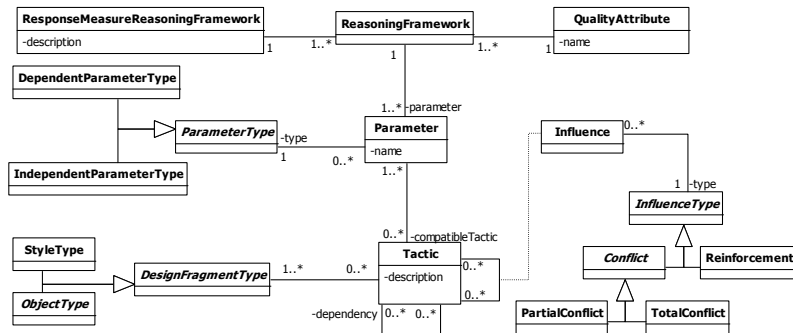 ResponseMeasureReasoningFramework
-description
1
1..*
ReasoningFramework
1..*
1
QualityAttribute
-name
1
DependentParameterType
1..*
-parameter
ParameterType
-type
1
0..*
Parameter
-name
Influence
0..*
IndependentParameterType
1..*
1
-type
InfluenceType
0..*
-compatibleTactic
StyleType
DesignFragmentType
1..*
0..*
Tactic
-description
0..*
0..*
Conflict
Reinforcement
ObjectType
-dependency
0..*
0..*
PartialConflict
TotalConflict